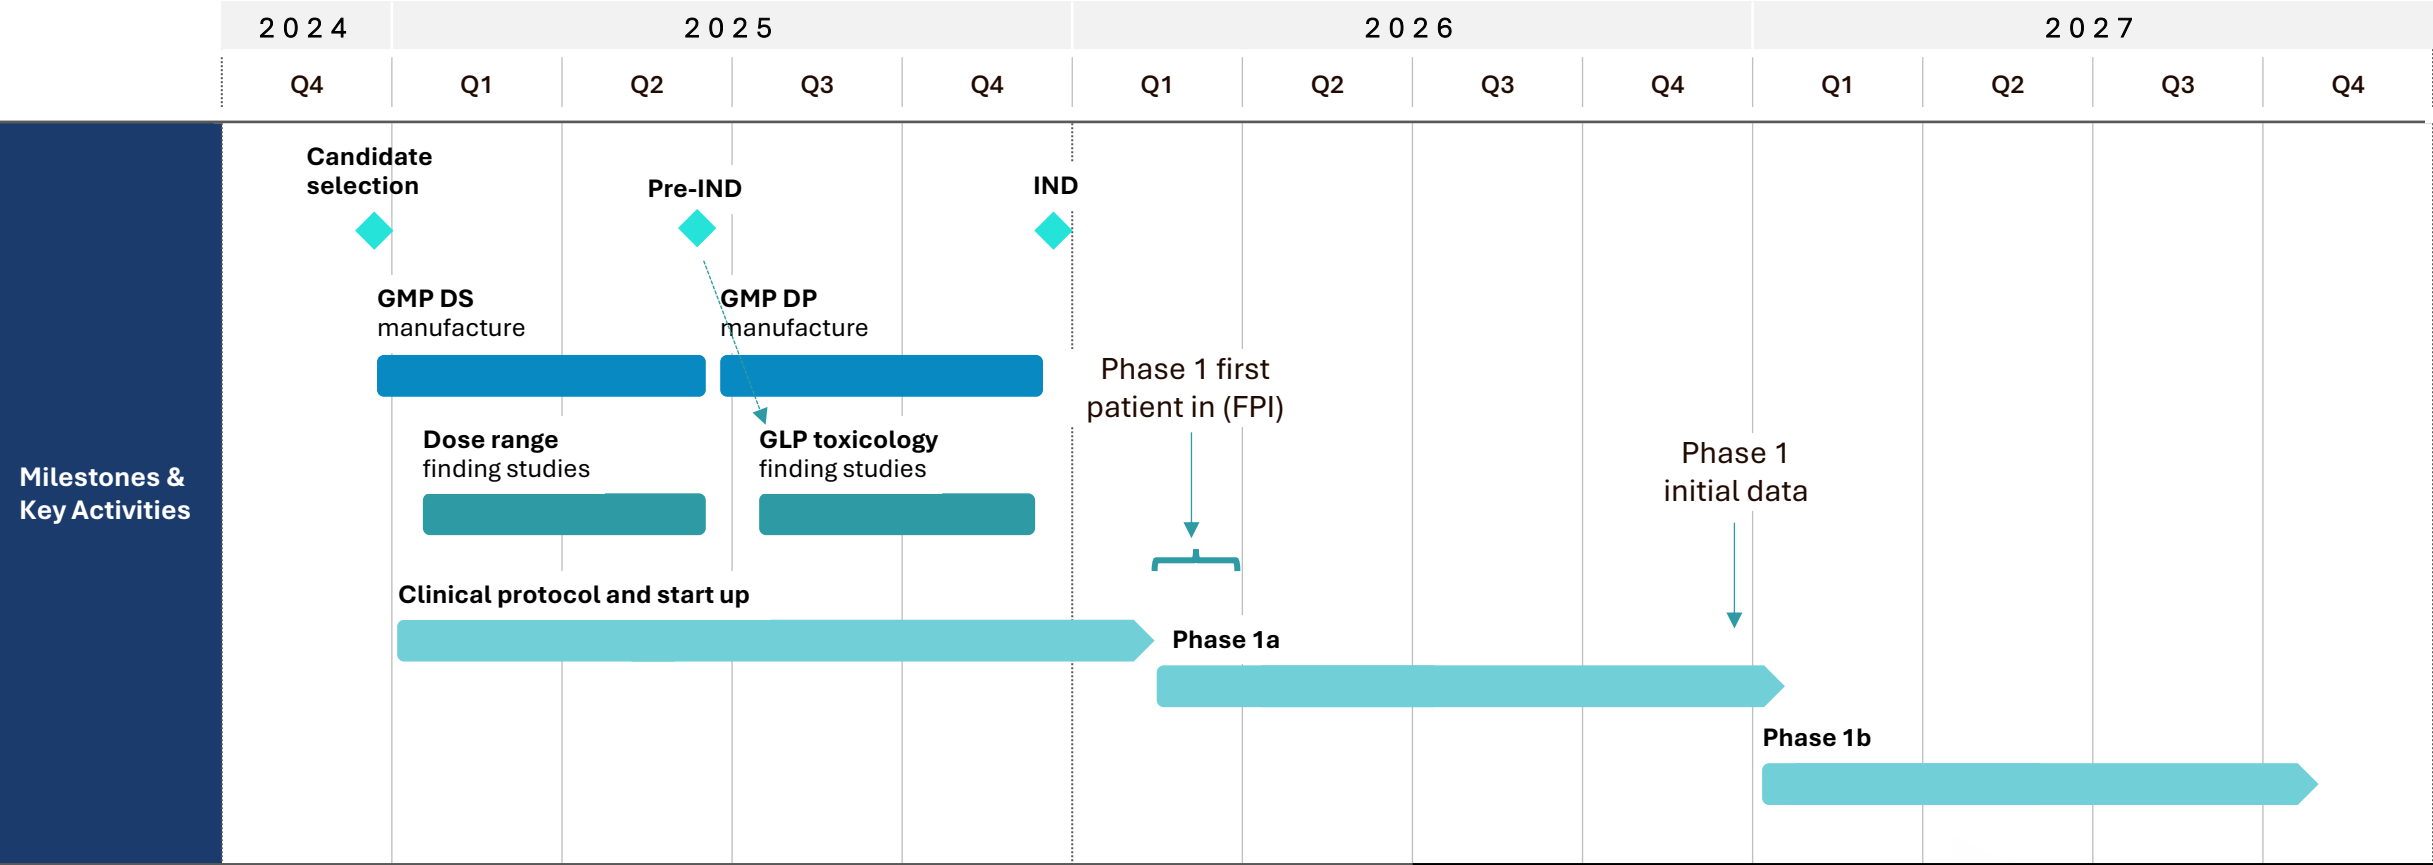 2024 2025 2026 2027
Q4 Q1 Q2 Q3 Q4 Q1 Q2 Q3 Q4 Q1 Q2 Q3 Q4
Milestones &
Key Activities
Candidate
selection
Pre-IND
IND
GMP DS
manufacture
GMP DP
manufacture
Phase 1 first
patient in (FPI)
Dose range
finding studies
GLP toxicology
finding studies
Phase 1
initial data
Clinical protocol and start up
Phase 1a
Phase 1b